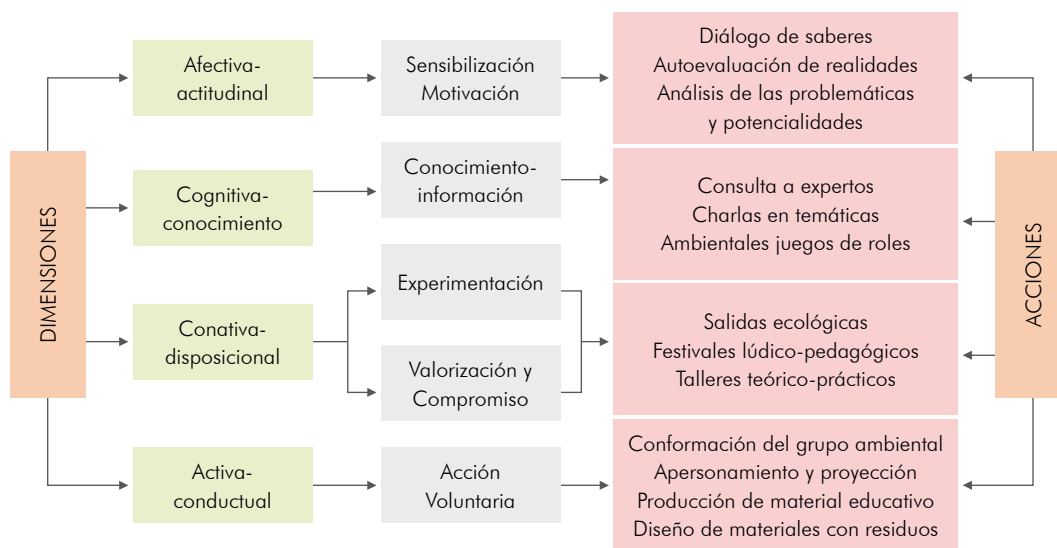 DIMENSIONES
Afectiva-
actitudinal
Sensibilización
Motivación
Diálogo de saberes
Autoevaluación de realidades
Análisis de las problemáticas
y potencialidades
Cognitiva-
conocimiento
Conocimiento-
información
Consulta a expertos
Charlas en temáticas
Ambientales juegos de roles
Conativa-
disposicional
Experimentación
Valorización y
Compromiso
Salidas ecológicas
Festivales lúdico-pedagógicos
Talleres teórico-prácticos
Activa-
conductual
Acción
Voluntaria
Conformación del grupo ambiental
Apersonamiento y proyección
Producción de material educativo
Diseño de materiales con residuos
ACCIONES